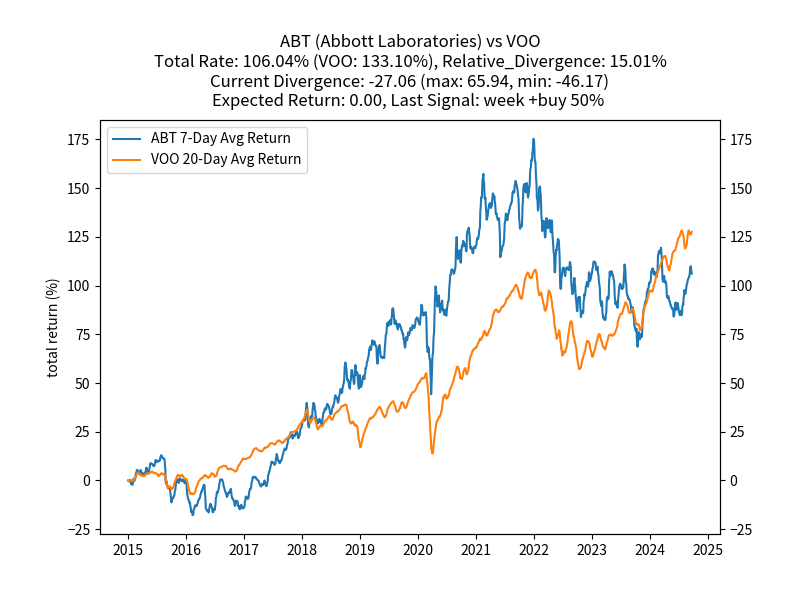 ABT (Abbott Laboratories) vs VOO
Total Rate: 106.04% (VOO: 133.10%), Relative_Divergence: 15.01%
Current Divergence: -27.06 (max: 65.94, min: -46.17)
Expected Return: 0.00, Last Signal: week +buy 50%
ABT 7-Day Avg Return
VOO 20-Day Avg Return
total return (%)
175 175
150 150
125 125
100 100
75 75
50 50
25 25
0 0
−25 −25
2015 2016 2017 2018 2019 2020 2021 2022 2023 2024 2025